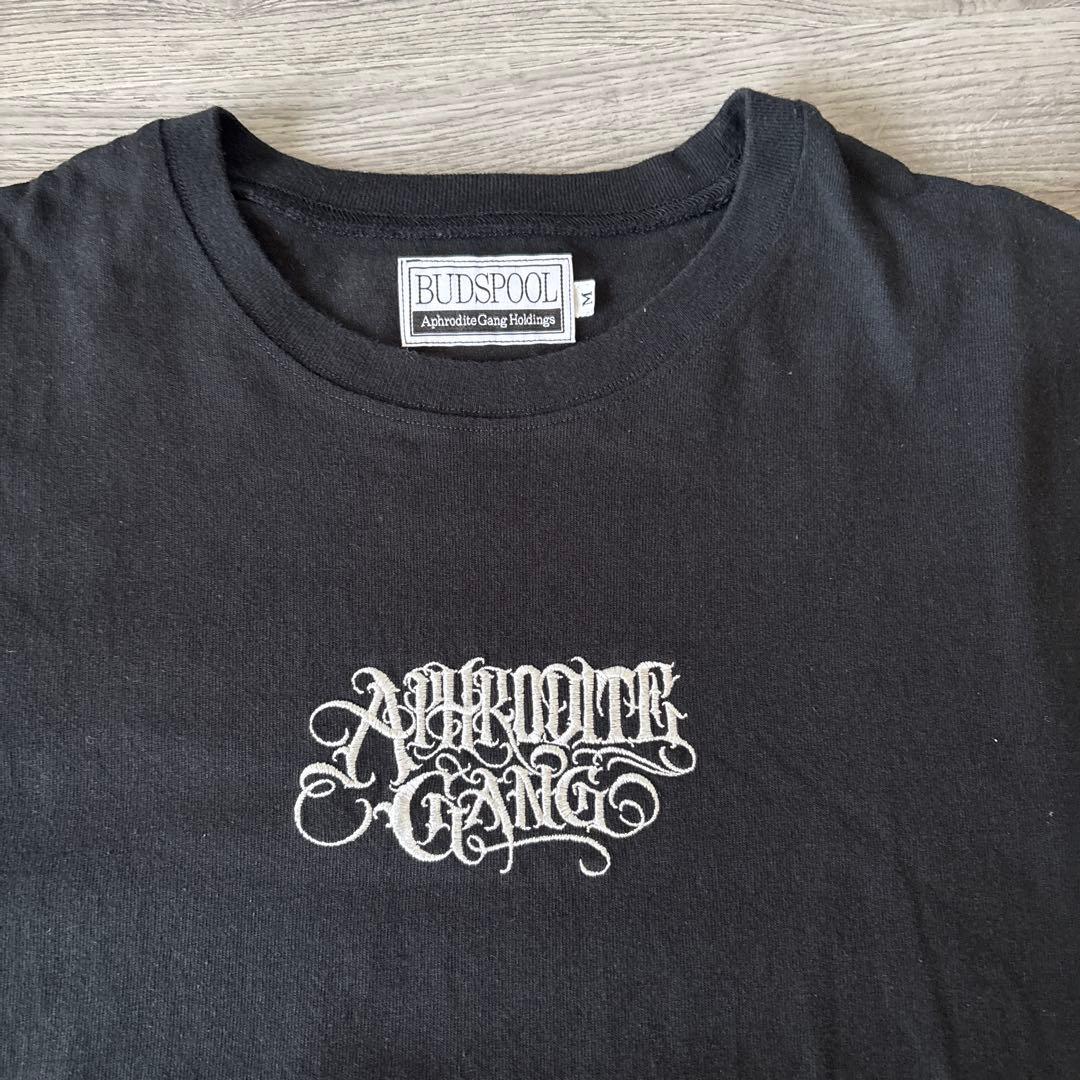 BUDSPOOL
Aphrodite Gang Holdings
M
APHRODITE
GANG